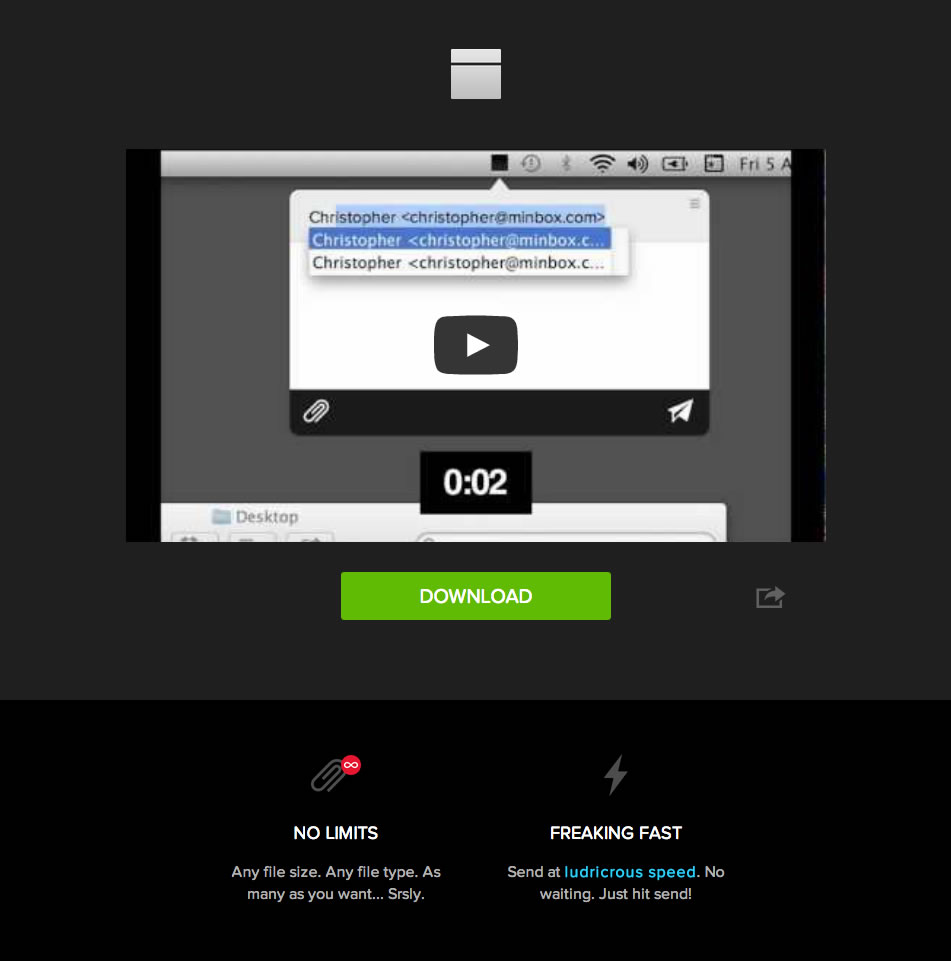 Fri 5 A
Christopher <christopher@minbox.com>
Christopher <christopher@minbox.c...
Christopher <christopher@minbox.c...
0:02
Desktop
DOWNLOAD
NO LIMITS
Any file size. Any file type. As
many as you want... Srsly.
FREAKING FAST
Send at ludricrous speed. No
waiting. Just hit send!